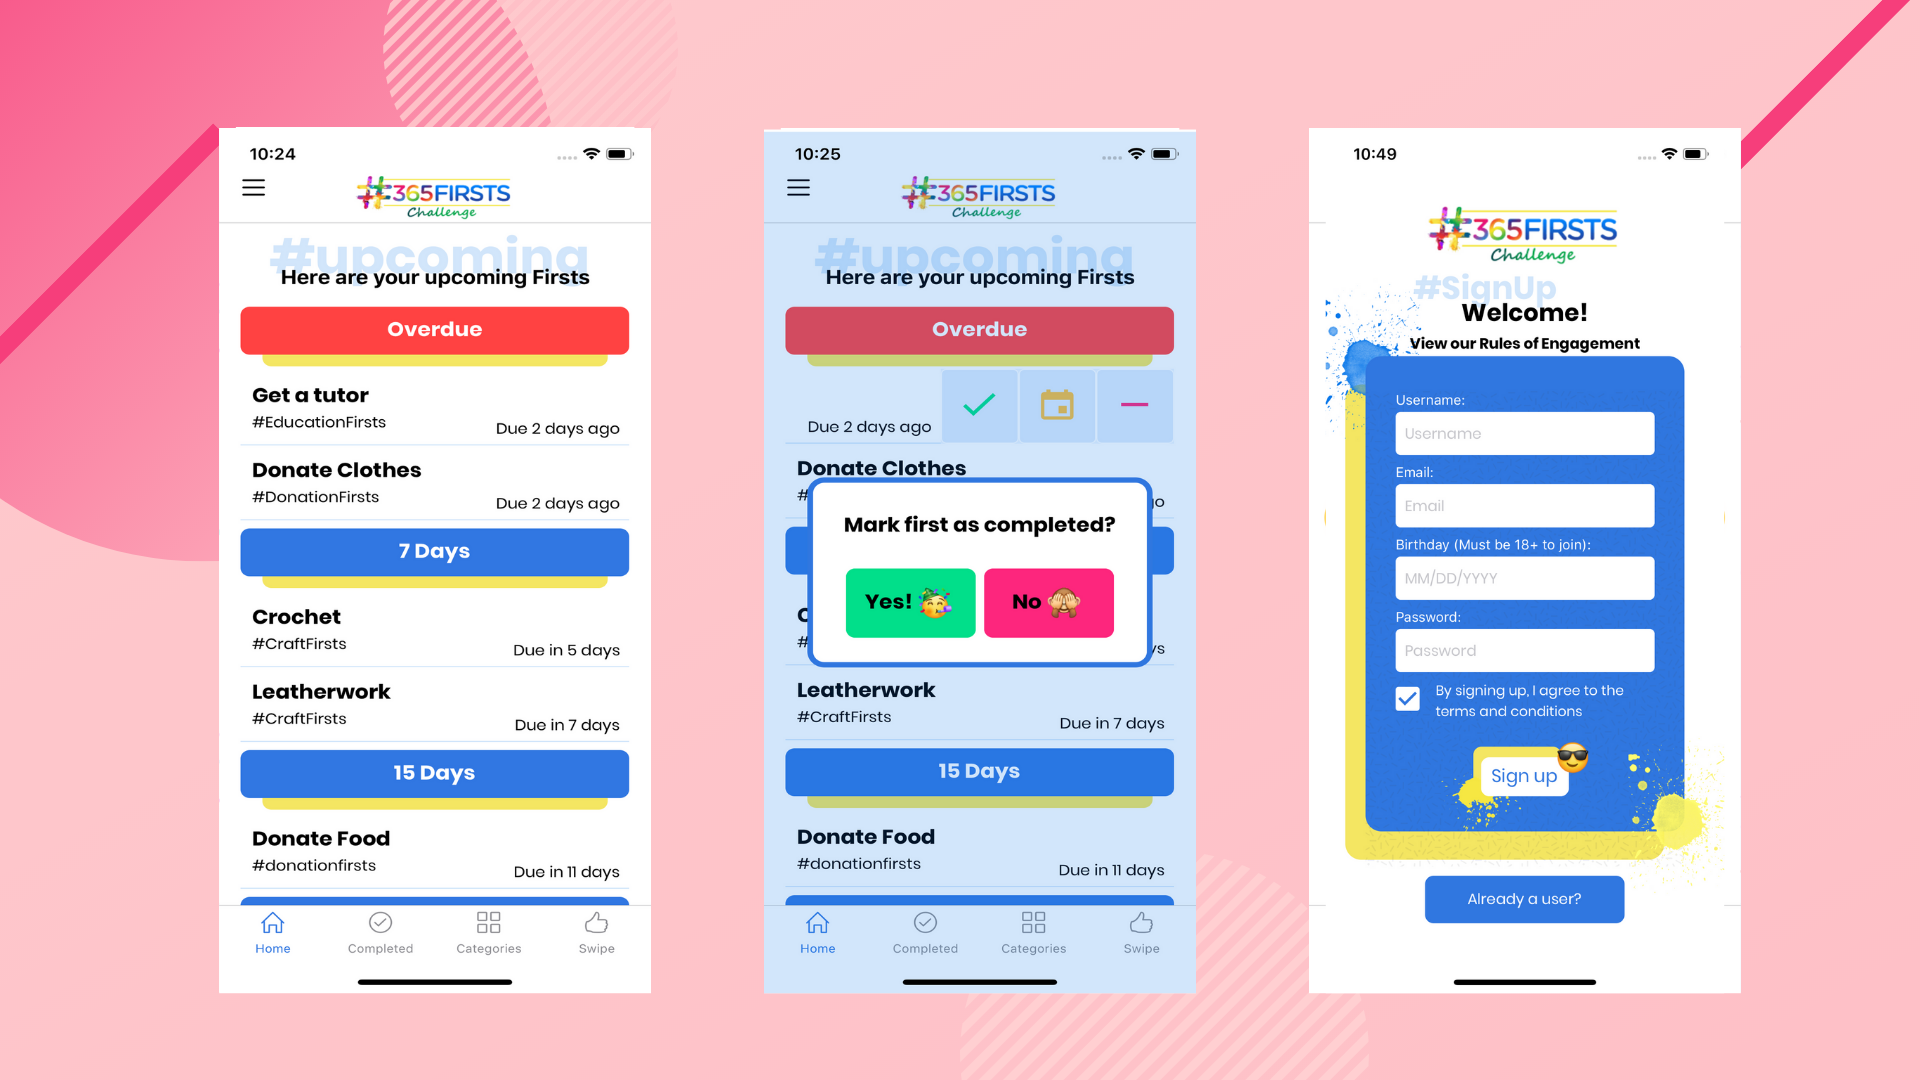 10:24
#365FIRSTS
Challenge
#upcoming
Here are your upcoming Firsts
Overdue
Get a tutor
#EducationFirsts
Due 2 days ago
Donate Clothes
#DonationFirsts
Due 2 days ago
7 Days
Crochet
#CraftFirsts
Due in 5 days
Leatherwork
#CraftFirsts
Due in 7 days
15 Days
Donate Food
#donationfirsts
Due in 11 days
Home
Completed
Categories
Swipe
10:25
#365FIRSTS
Challenge
#upcoming
Here are your upcoming Firsts
Overdue
Due 2 days ago
Donate Clothes
#
Mark first as completed?
Yes!
No
#
Leatherwork
#CraftFirsts
Due in 7 days
15 Days
Donate Food
#donationfirsts
Due in 11 days
Home
Completed
Categories
Swipe
10:49
#365FIRSTS
Challenge
#SignUp
Welcome!
View our Rules of Engagement
Username:
Username
Email:
Email
Birthday (Must be 18+ to join):
MM/DD/YYYY
Password:
Password
By signing up, I agree to the
terms and conditions
Sign up
Already a user?